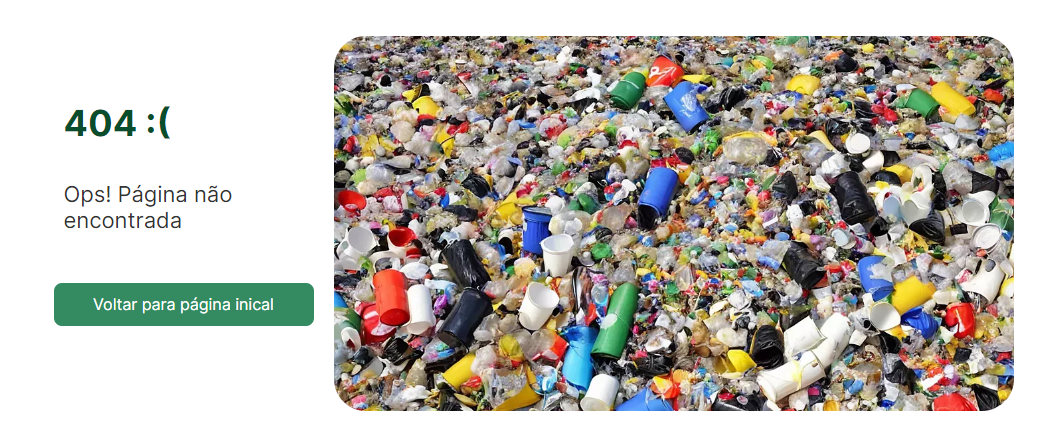 404 :(
Ops! Página não
encontrada
Voltar para página inical